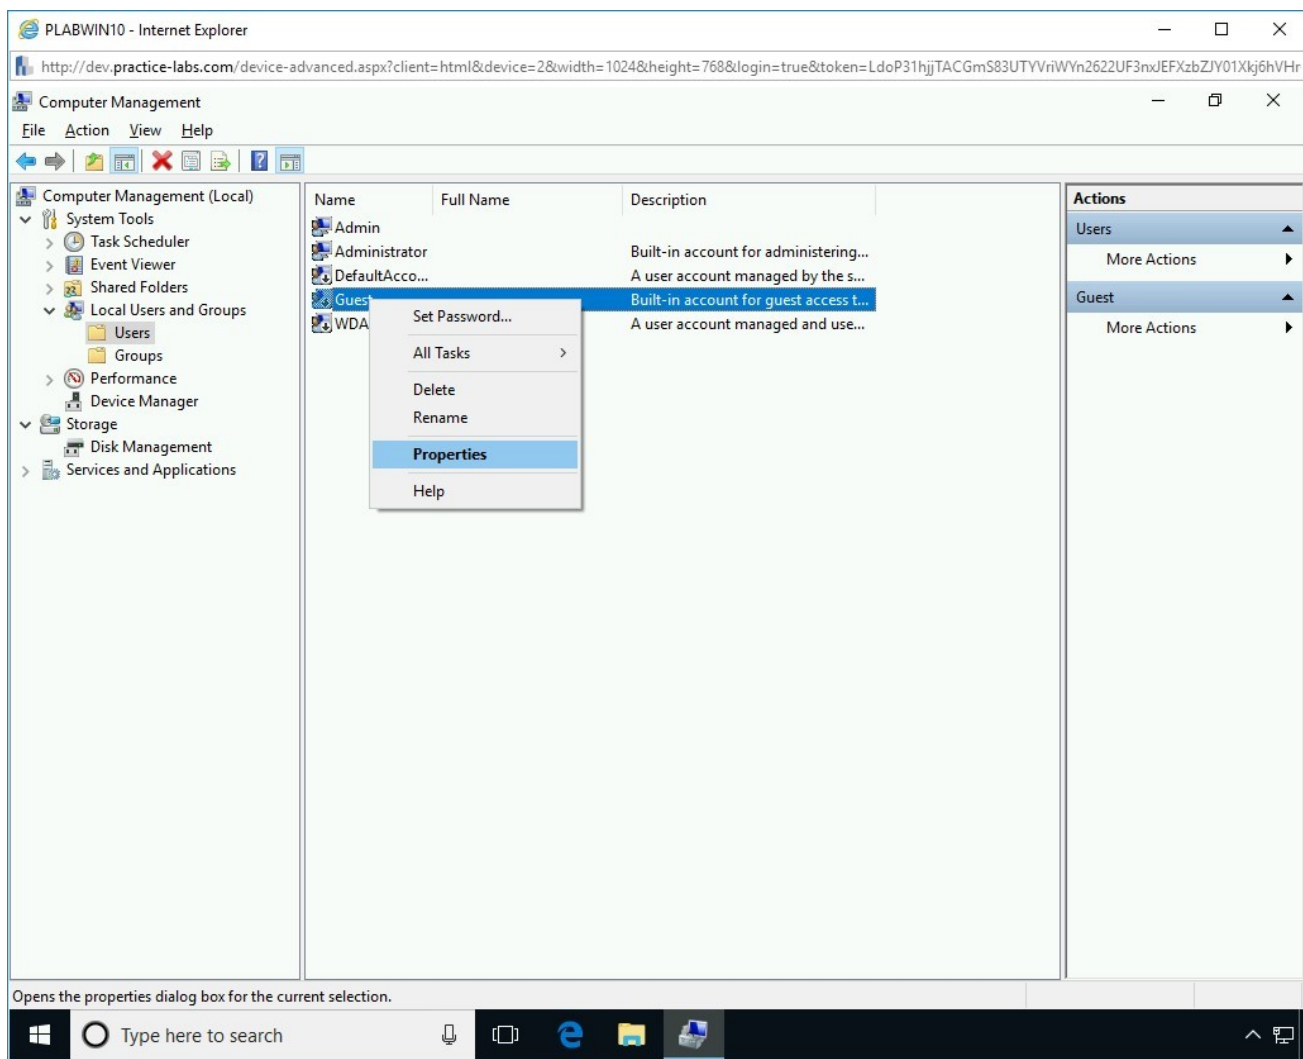 PLABWIN10 - Internet Explorer
http://dev.practice-labs.com/device-advanced.aspx?client=html&device=2&width=1024&height=768&login=true&token=LdoP31hjjTACGmS83UTYVriWYn2622UF3nxJEFXzbZJY01Xkj6hVHr
Computer Management
File Action View Help
Computer Management (Local)
System Tools
Task Scheduler
Event Viewer
Shared Folders
Local Users and Groups
Users
Groups
Performance
Device Manager
Storage
Disk Management
Services and Applications
Name Full Name Description
Admin
Administrator Built-in account for administering...
DefaultAcco... A user account managed by the s...
Guest Built-in account for guest access t...
WDA A user account managed and use...
Set Password...
All Tasks
Delete
Rename
Properties
Help
Actions
Users
More Actions
Guest
More Actions
Opens the properties dialog box for the current selection.
Type here to search